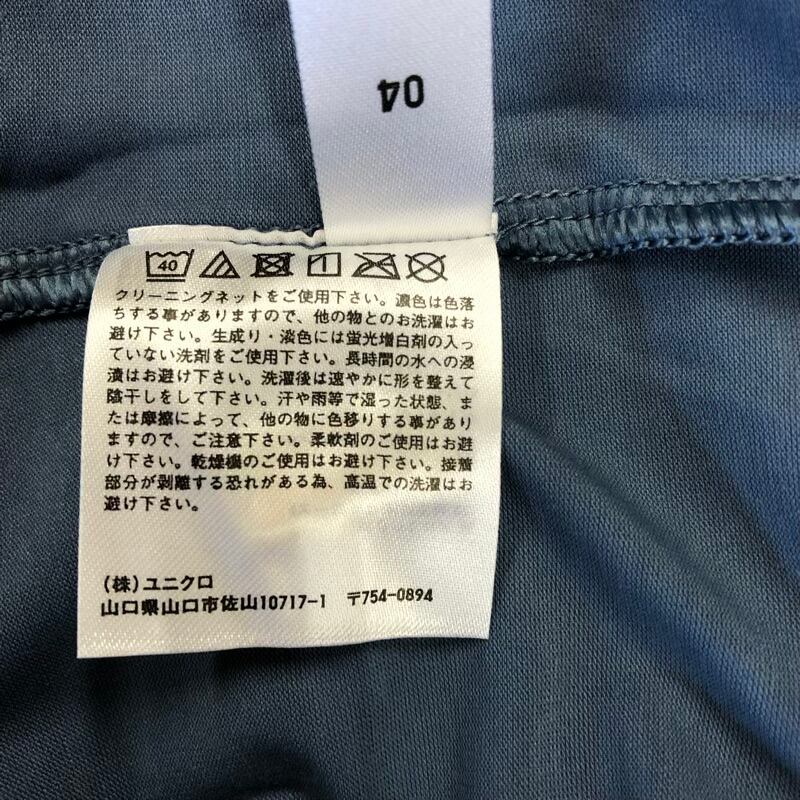 04
40
クリーニングネットをご使用下さい。濃色は色落
ちする事がありますので、他の物とのお洗濯はお
避け下さい。生成り・淡色には蛍光増白剤の入っ
ていない洗剤をご使用下さい。長時間の水への浸
漬はお避け下さい。洗濯後は速やかに形を整えて
陰干しをして下さい。汗や雨等で湿った状態、ま
たは摩擦によって、他の物に色移りする事があり
ますので、ご注意下さい。柔軟剤のご使用はお避
け下さい。乾燥機のご使用はお避け下さい。接着
部分が剥離する恐れがある為、高温での洗濯はお
避け下さい。
(株)ユニクロ
山口県山口市佐山10717-1 〒754-0894